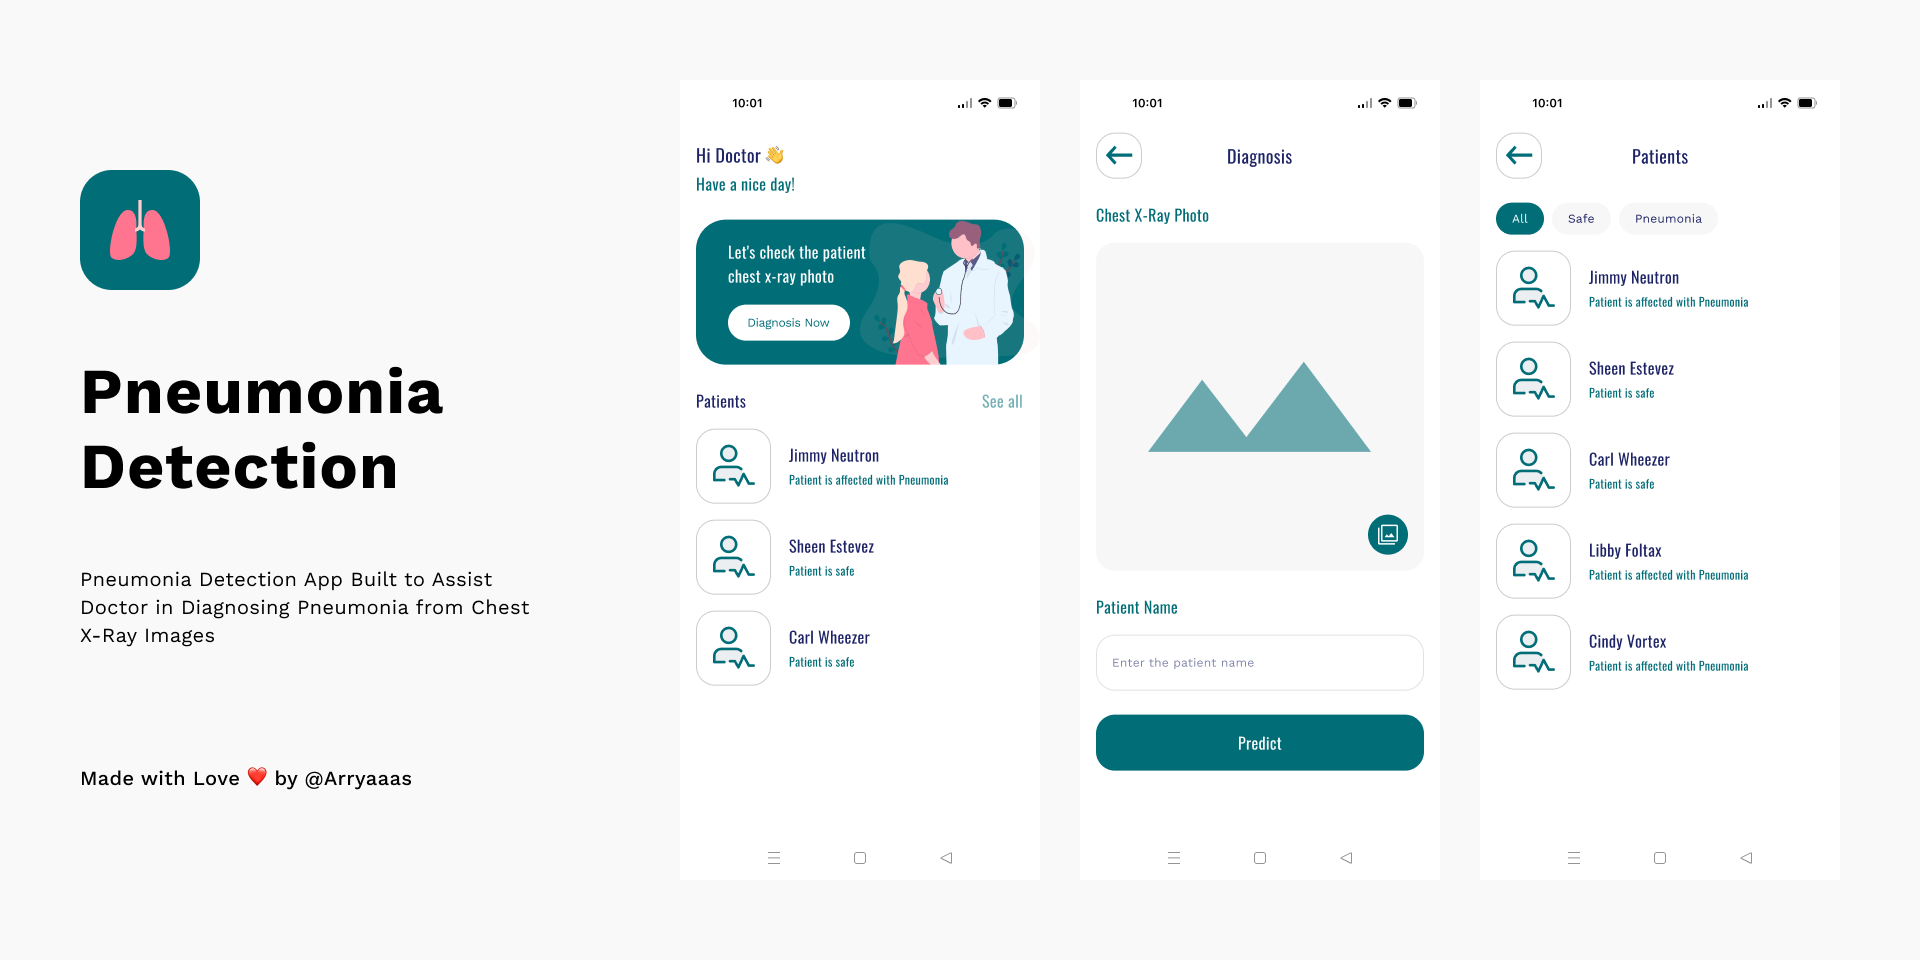 Pneumonia
Detection
Pneumonia Detection App Built to Assist
Doctor in Diagnosing Pneumonia from Chest
X-Ray Images
Made with Love ❤️ by @Arryaaas
10:01
Hi Doctor 👋
Have a nice day!
Let's check the patient
chest x-ray photo
Diagnosis Now
Patients See all
Jimmy Neutron
Patient is affected with Pneumonia
Sheen Estevez
Patient is safe
Carl Wheezer
Patient is safe
10:01
Diagnosis
Chest X-Ray Photo
Patient Name
Enter the patient name
Predict
10:01
Patients
All Safe Pneumonia
Jimmy Neutron
Patient is affected with Pneumonia
Sheen Estevez
Patient is safe
Carl Wheezer
Patient is safe
Libby Foltax
Patient is affected with Pneumonia
Cindy Vortex
Patient is affected with Pneumonia